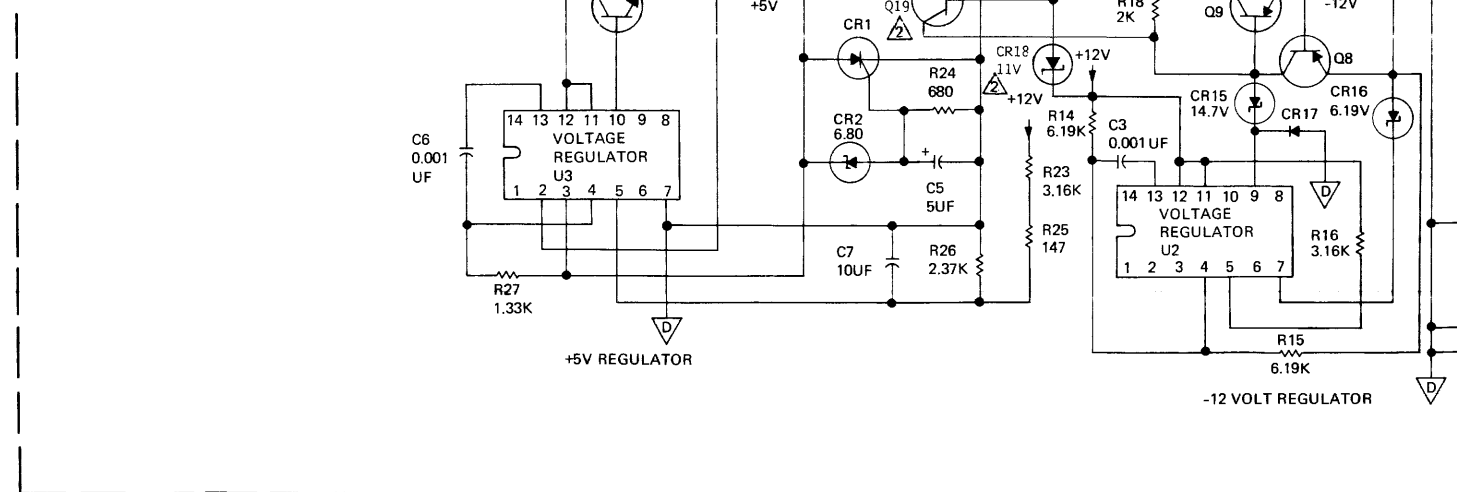 Q19
+5V
R18
2K
Q9
-12V
2
CR1
CR18
11V
+12V
Q8
2
+12V
R24
680
CR2
6.80
CR15
14.7V
CR16
6.19V
CR17
R14
6.19K
C3
0.001UF
C6
0.001
UF
14 13 12 11 10 9 8
VOLTAGE
REGULATOR
U3
1 2 3 4 5 6 7
+
C5
5UF
R23
3.16K
D
14 13 12 11 10 9 8
VOLTAGE
REGULATOR
U2
1 2 3 4 5 6 7
R25
147
R16
3.16K
C7
10UF
R26
2.37K
R27
1.33K
D
+5V REGULATOR
R15
6.19K
D
-12 VOLT REGULATOR